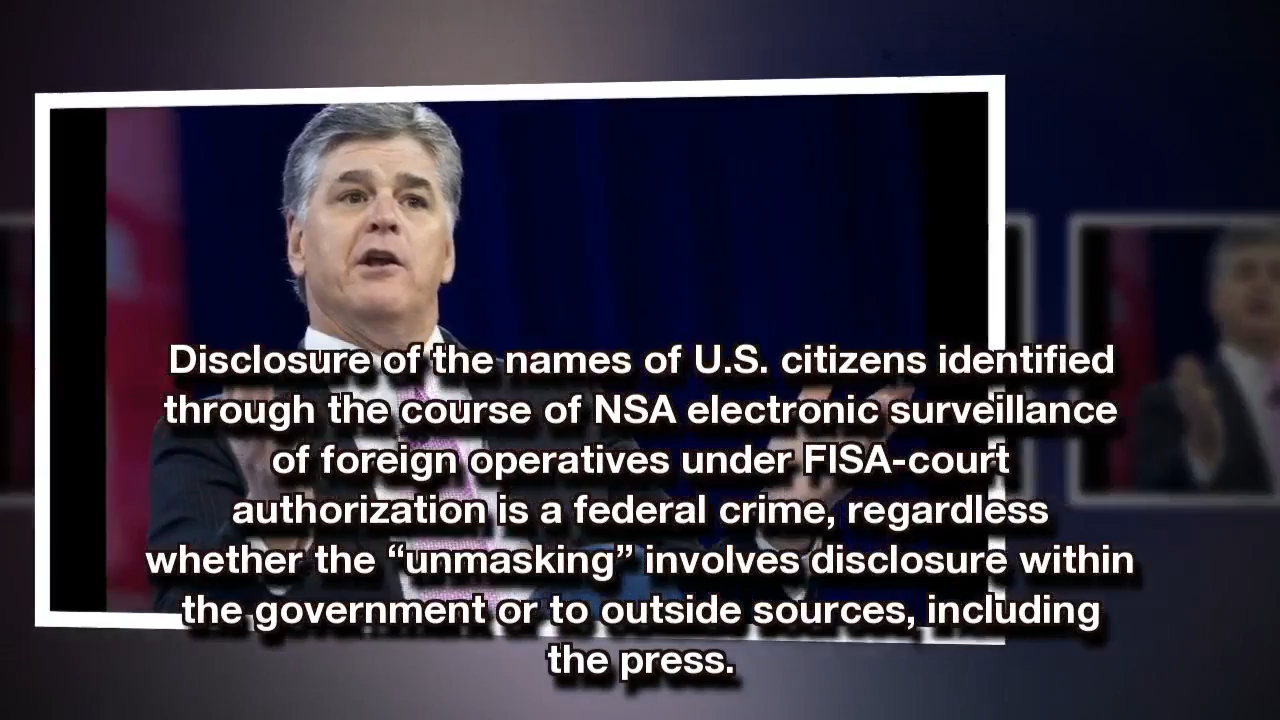 Disclosure of the names of U.S. citizens identified
through the course of NSA electronic surveillance
of foreign operatives under FISA-court
authorization is a federal crime, regardless
whether the “unmasking” involves disclosure within
the government or to outside sources, including
the press.